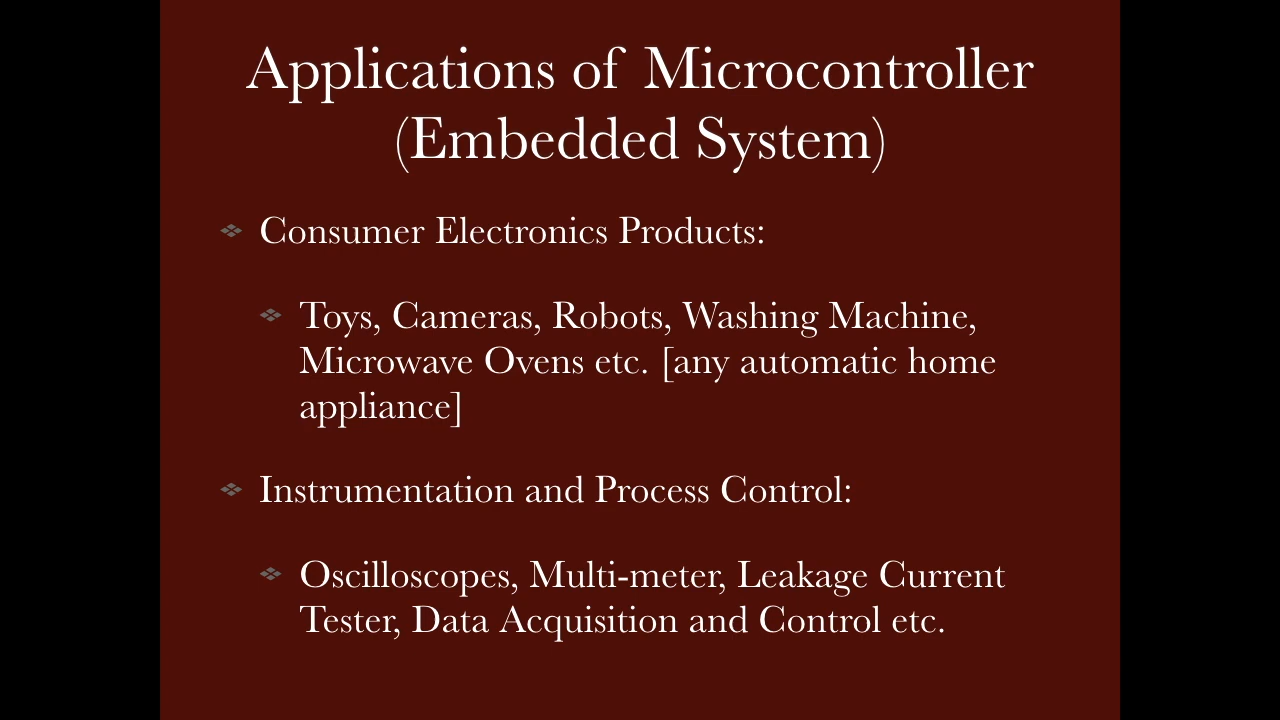 Applications of Microcontroller
(Embedded System)
Consumer Electronics Products:
Toys, Cameras, Robots, Washing Machine,
Microwave Ovens etc. [any automatic home
appliance]
Instrumentation and Process Control:
Oscilloscopes, Multi-meter, Leakage Current
Tester, Data Acquisition and Control etc.